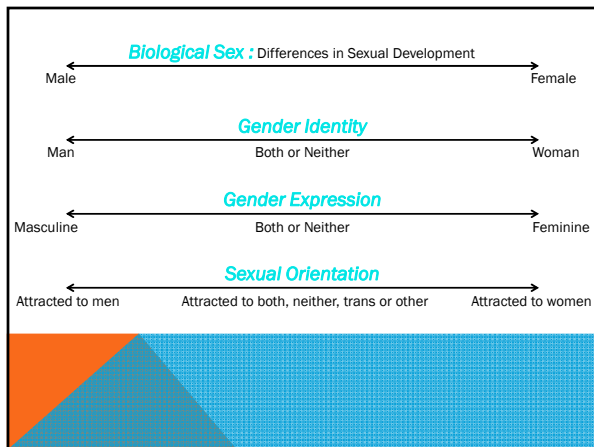 Biological Sex : Differences in Sexual Development
Male Female
Gender Identity
Man Both or Neither Woman
Gender Expression
Masculine Both or Neither Feminine
Sexual Orientation
Attracted to men Attracted to both, neither, trans or other Attracted to women